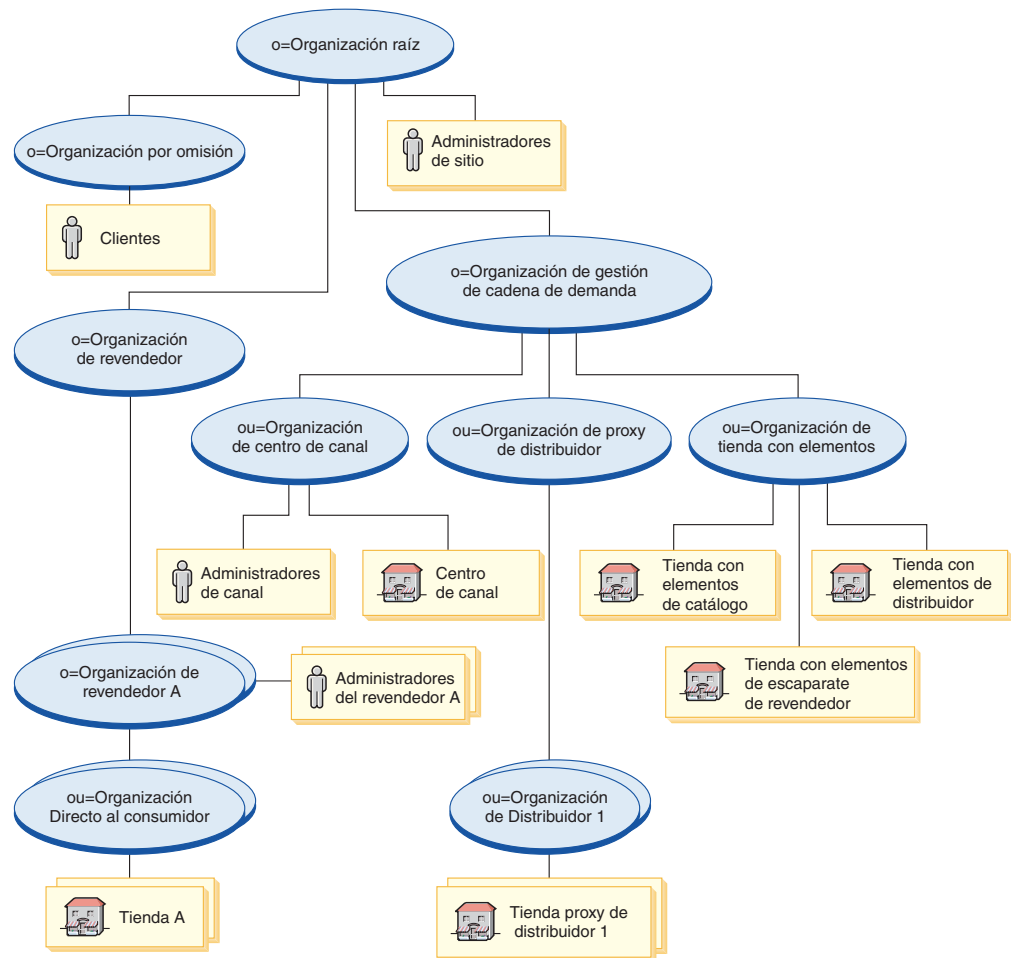 o=Organización raíz
o=Organización por omisión
Administradores
de sitio
Clientes
o=Organización de gestión
de cadena de demanda
o=Organización
de revendedor
ou=Organización
de centro de canal
ou=Organización de proxy
de distribuidor
ou=Organización de
tienda con elementos
Administradores
de canal
Centro
de canal
Tienda con
elementos
de catálogo
Tienda con
elementos de
distribuidor
o=Organización de
revendedor A
Administradores
del revendedor A
Tienda con elementos
de escaparate
de revendedor
ou=Organización
Directo al consumidor
ou=Organización
de Distribuidor 1
Tienda A
Tienda proxy de
distribuidor 1